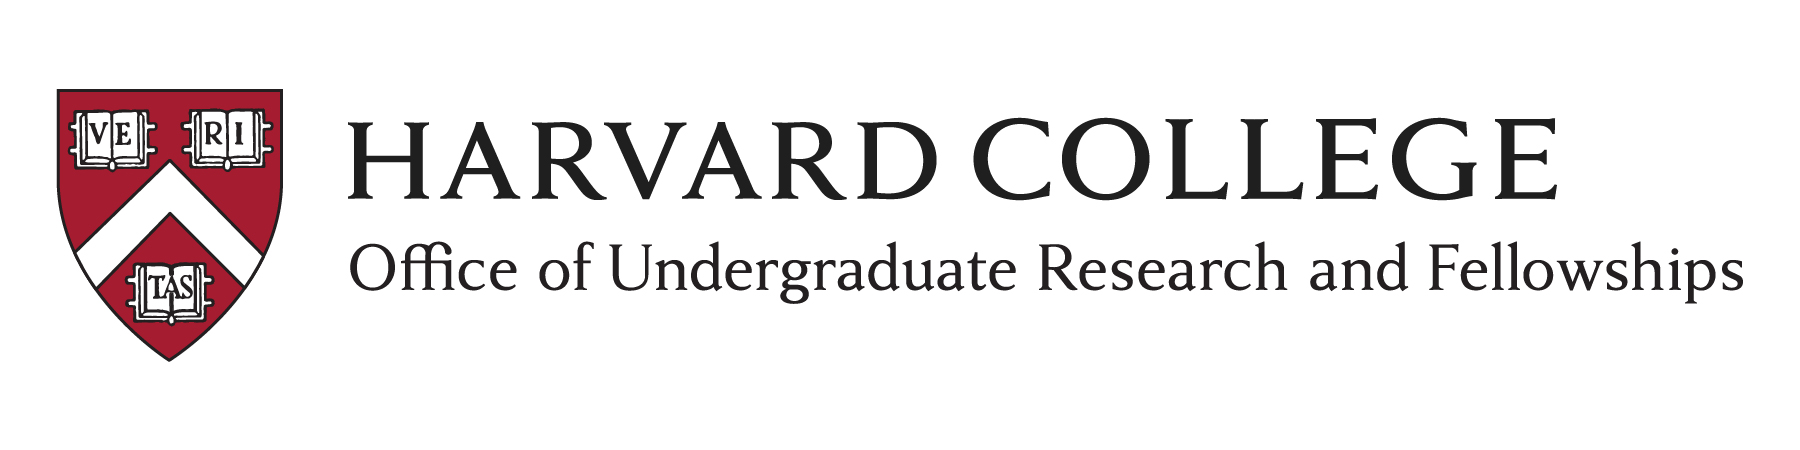 VE RI
TAS
HARVARD COLLEGE
Office of Undergraduate Research and Fellowships